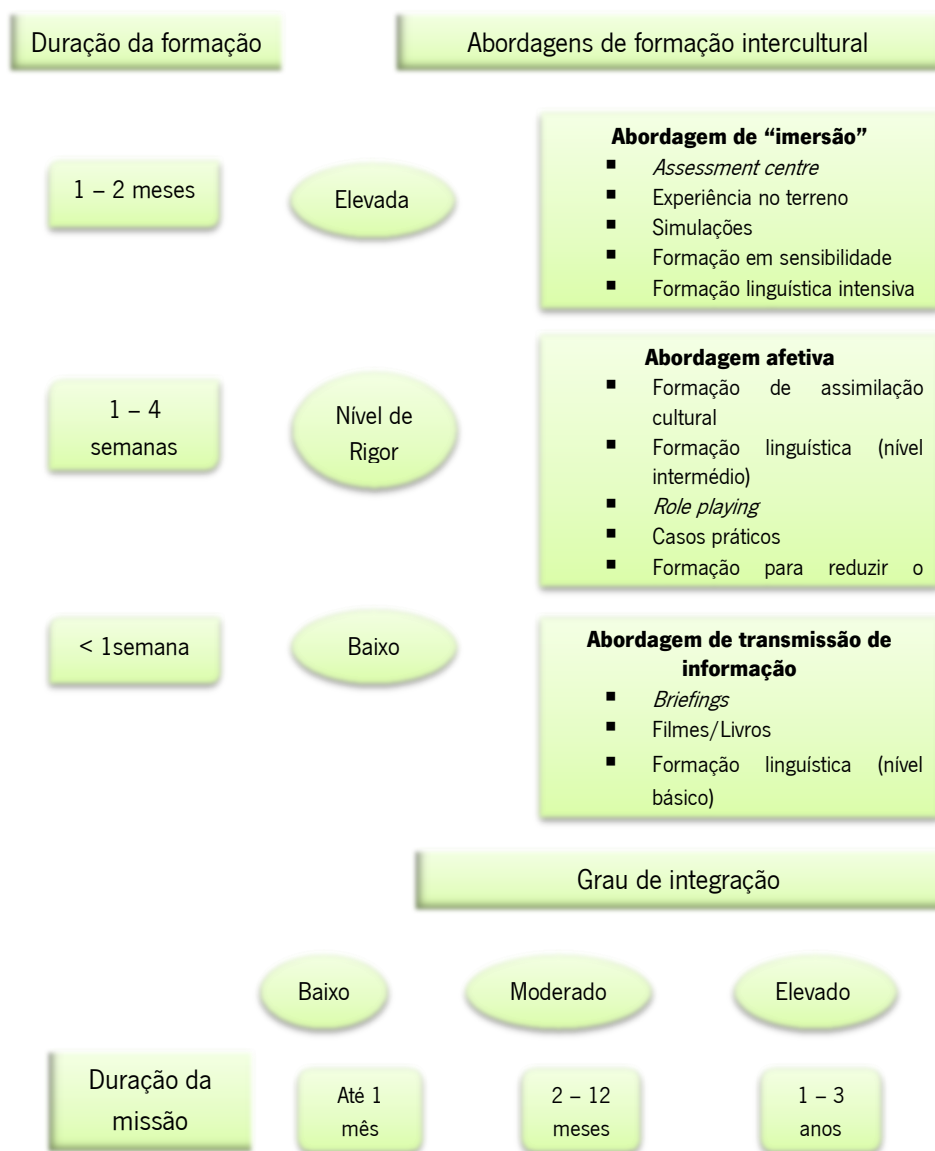 Duração da formação
Abordagens de formação intercultural
1 – 2 meses
Elevada
Abordagem de “imersão”
▪ Assessment centre
▪ Experiência no terreno
▪ Simulações
▪ Formação em sensibilidade
▪ Formação linguística intensiva
1 – 4
semanas
Nível de
Rigor
Abordagem afetiva
▪ Formação de assimilação
cultural
▪ Formação linguística (nível
intermédio)
▪ Role playing
▪ Casos práticos
▪ Formação para reduzir o
< 1semana
Baixo
Abordagem de transmissão de
informação
▪ Briefings
▪ Filmes/Livros
▪ Formação linguística (nível
básico)
Grau de integração
Baixo
Moderado
Elevado
Duração da
missão
Até 1
mês
2 – 12
meses
1 – 3
anos